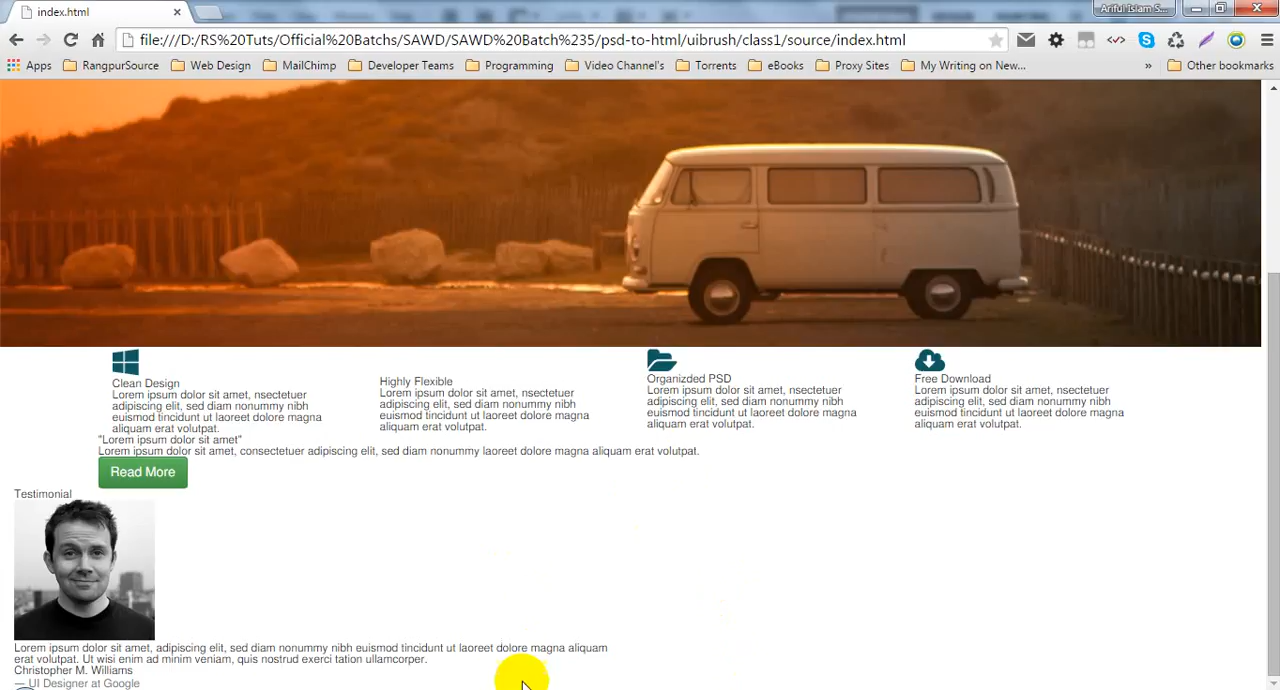 index.html
Ariful Islam S...
file:///D:/RS%20Tuts/Official%20Batchs/SAWD/SAWD%20Batch%235/psd-to-html/uibrush/class1/source/index.html
Apps RangpurSource Web Design MailChimp Developer Teams Programming Video Channel's Torrents eBooks Proxy Sites My Writing on New... » Other bookmarks
Clean Design
Lorem ipsum dolor sit amet, nsectetuer
adipiscing elit, sed diam nonummy nibh
euismod tincidunt ut laoreet dolore magna
aliquam erat volutpat.
Highly Flexible
Lorem ipsum dolor sit amet, nsectetuer
adipiscing elit, sed diam nonummy nibh
euismod tincidunt ut laoreet dolore magna
aliquam erat volutpat.
Organizded PSD
Lorem ipsum dolor sit amet, nsectetuer
adipiscing elit, sed diam nonummy nibh
euismod tincidunt ut laoreet dolore magna
aliquam erat volutpat.
Free Download
Lorem ipsum dolor sit amet, nsectetuer
adipiscing elit, sed diam nonummy nibh
euismod tincidunt ut laoreet dolore magna
aliquam erat volutpat.
"Lorem ipsum dolor sit amet"
Lorem ipsum dolor sit amet, consectetuer adipiscing elit, sed diam nonummy laoreet dolore magna aliquam erat volutpat.
Read More
Testimonial
Lorem ipsum dolor sit amet, adipiscing elit, sed diam nonummy nibh euismod tincidunt ut laoreet dolore magna aliquam
erat volutpat. Ut wisi enim ad minim veniam, quis nostrud exerci tation ullamcorper.
Christopher M. Williams
— UI Designer at Google